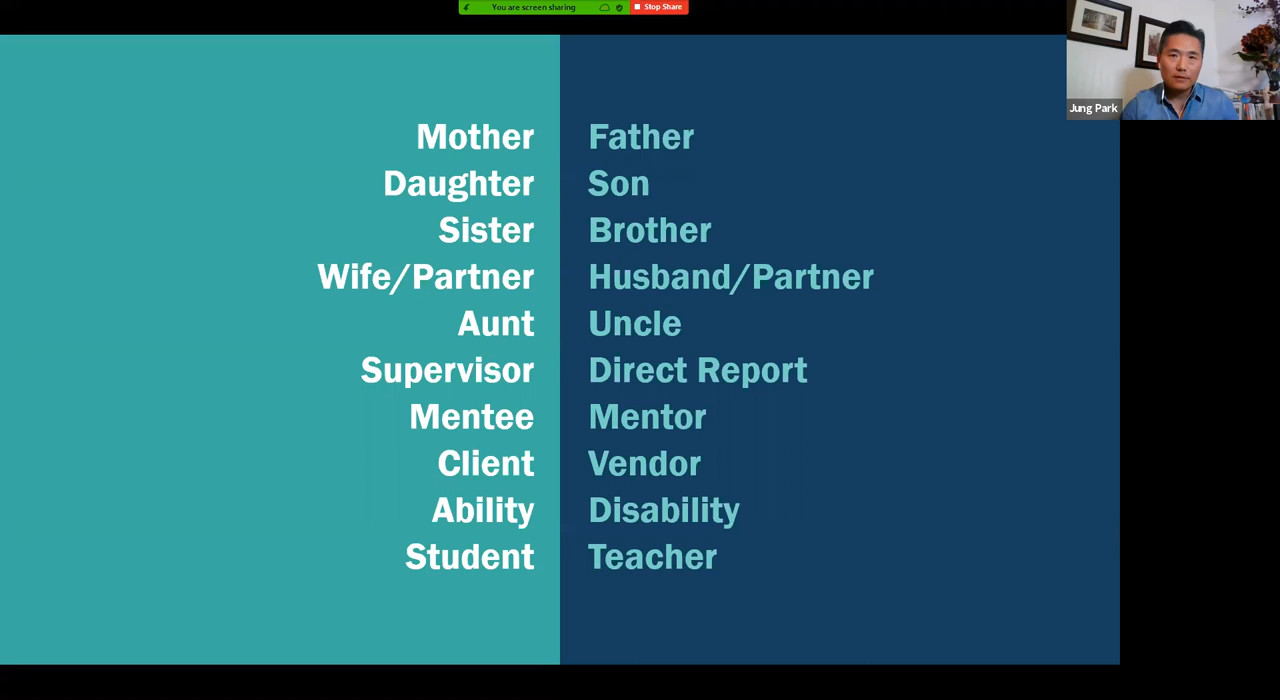 You are screen sharing
Stop Share
Jung Park
Mother Father
Daughter Son
Sister Brother
Wife/Partner Husband/Partner
Aunt Uncle
Supervisor Direct Report
Mentee Mentor
Client Vendor
Ability Disability
Student Teacher